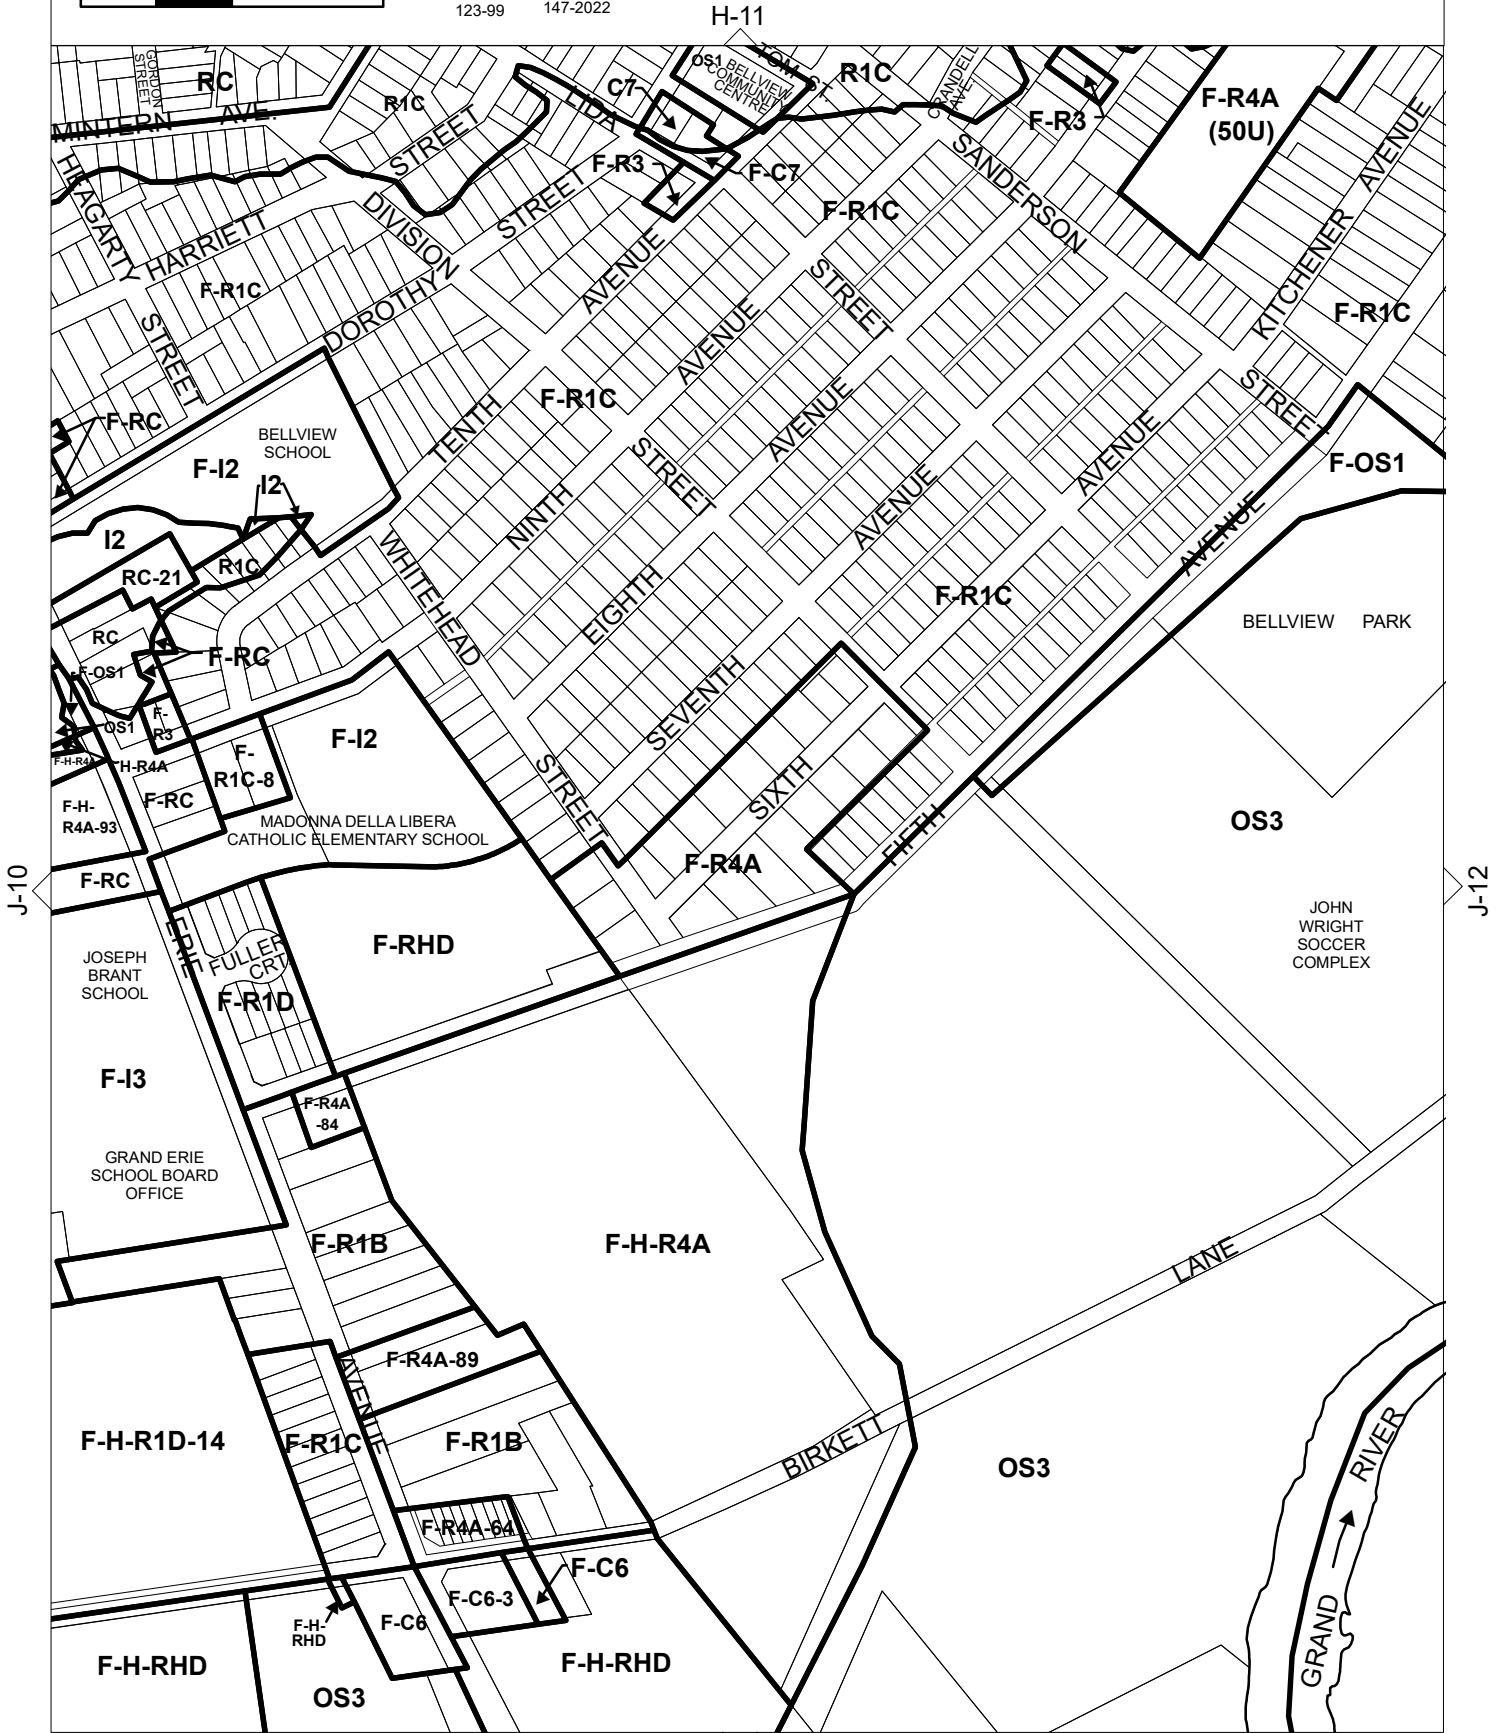 123-99 147-2022
H-11
GORDON
STREET
RC
MINTERN AVE.
R1C
STREET
LIDA
C7
OS1
BELLVIEW
COMMUNITY
CENTRE
TOM ST.
R1C
CRANDELL
AVE.
F-R3
F-R4A
(50U)
KITCHENER AVENUE
HEAGARTY
STREET
HARRIETT
DIVISION
STREET
F-R3
F-C7
F-R1C
SANDERSON
STREET
F-R1C
DOROTHY
AVENUE
AVENUE
STREET
F-R1C
F-RC
BELLVIEW
SCHOOL
F-I2
I2
TENTH
F-R1C
STREET
AVENUE
AVENUE
AVENUE
F-OS1
AVENUE
I2
RC-21
R1C
WHITEHEAD
STREET
NINTH
EIGHTH
F-R1C
BELLVIEW PARK
RC
F-RC
F-OS1
OS1
F-
R3
F-H-R4A
H-R4A
F-
R1C-8
F-I2
SEVENTH
SIXTH
FIFTH
F-H-
R4A-93
F-RC
MADONNA DELLA LIBERA
CATHOLIC ELEMENTARY SCHOOL
F-R4A
OS3
J-10
F-RC
J-12
ERIE
FULLER
CRT.
F-RHD
JOHN
WRIGHT
SOCCER
COMPLEX
JOSEPH
BRANT
SCHOOL
F-R1D
F-I3
F-R4A
-84
GRAND ERIE
SCHOOL BOARD
OFFICE
F-R1B
F-H-R4A
BIRKETT LANE
F-R4A-89
AVENUE
F-H-R1D-14
F-R1C
F-R1B
OS3
GRAND RIVER
F-R4A-64
F-C6
F-C6-3
F-H-
RHD
F-C6
F-H-RHD
F-H-RHD
OS3